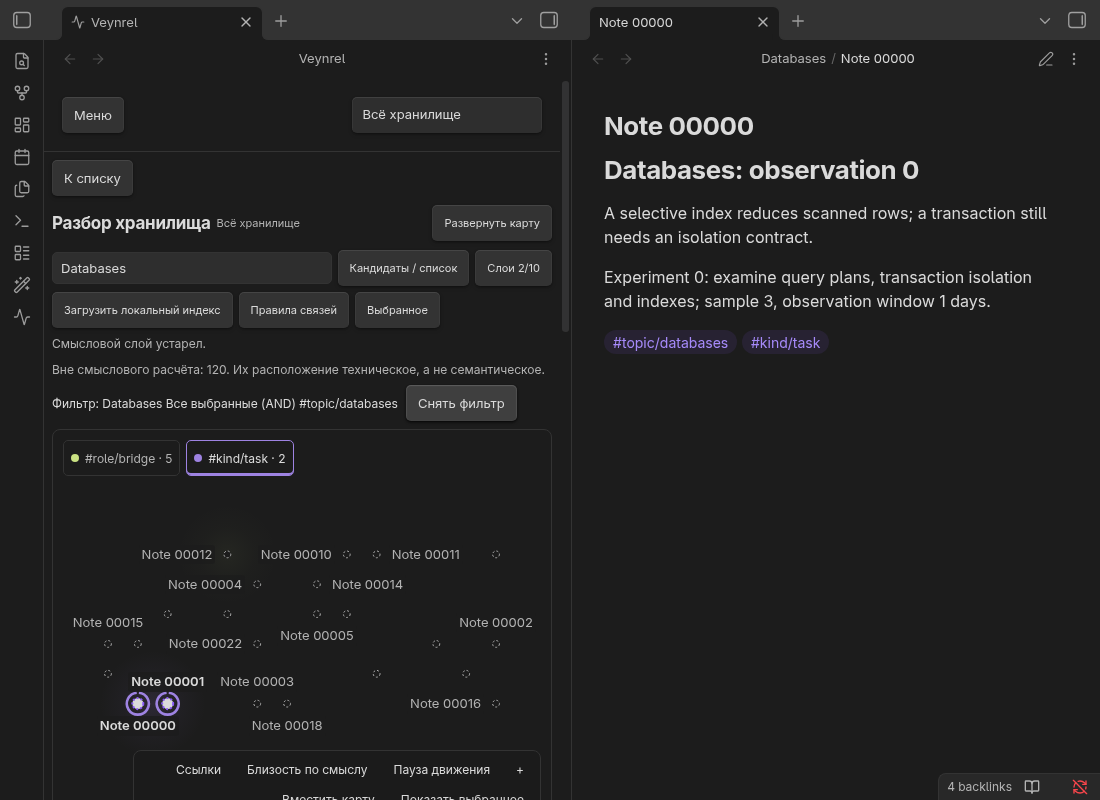 Veynrel
Note 00000
Veynrel
Databases / Note 00000
Меню
Всё хранилище
К списку
Разбор хранилища Всё хранилище
Развернуть карту
Databases
Кандидаты / список
Слои 2/10
Загрузить локальный индекс
Правила связей
Выбранное
Смысловой слой устарел.
Вне смыслового расчёта: 120. Их расположение техническое, а не семантическое.
Фильтр: Databases Все выбранные (AND) #topic/databases
Снять фильтр
#role/bridge · 5
#kind/task · 2
Note 00012
Note 00010
Note 00011
Note 00004
Note 00014
Note 00015
Note 00002
Note 00022
Note 00005
Note 00001
Note 00003
Note 00016
Note 00000
Note 00018
Ссылки
Близость по смыслу
Пауза движения
+
Вместить карту
Показать выбранное
Note 00000
Databases: observation 0
A selective index reduces scanned rows; a transaction still
needs an isolation contract.
Experiment 0: examine query plans, transaction isolation
and indexes; sample 3, observation window 1 days.
#topic/databases #kind/task
4 backlinks